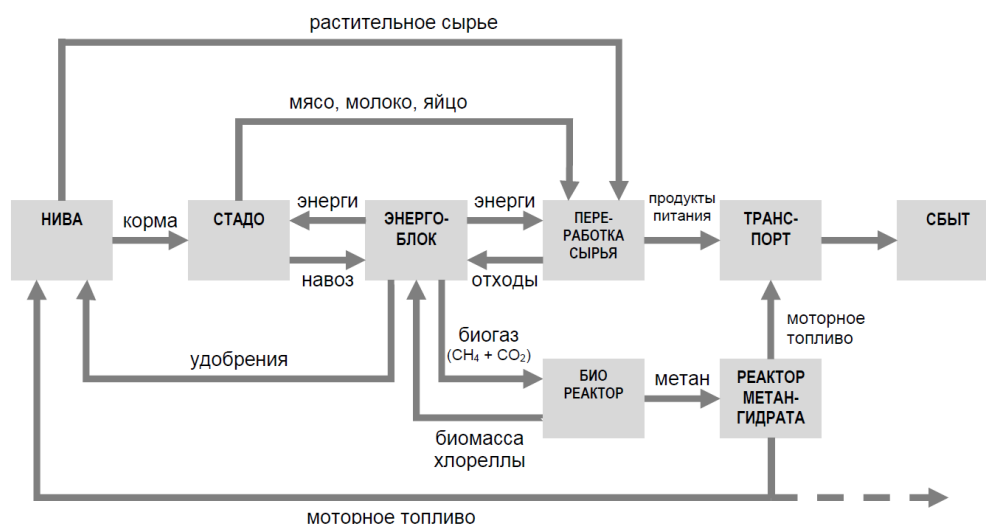 растительное сырье
мясо, молоко, яйцо
НИВА
корма
СТАДО
энерги
навоз
ЭНЕРГО-
БЛОК
энерги
отходы
ПЕРЕ-
РАБОТКА
СЫРЬЯ
продукты
питания
ТРАНС-
ПОРТ
СБЫТ
удобрения
биогаз
(CH₄ + CO₂)
биомасса
хлореллы
БИО
РЕАКТОР
метан
РЕАКТОР
МЕТАН-
ГИДРАТА
моторное
топливо
моторное топливо